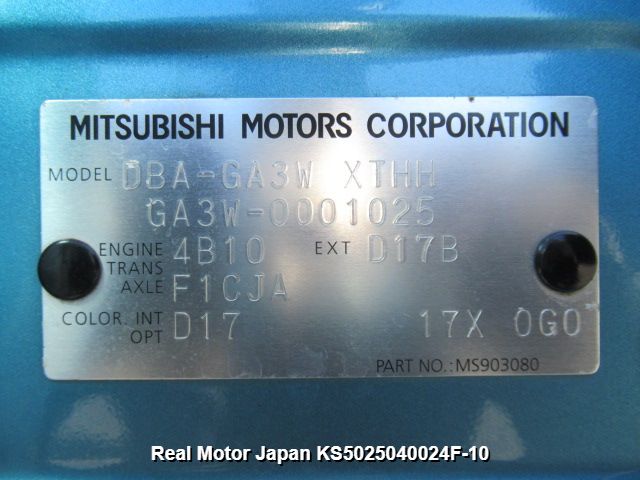 MITSUBISHI MOTORS CORPORATION
MODEL DBA-GA3W XTHH
GA3W-0001025
ENGINE 4B10 EXT D17B
TRANS
AXLE F1CJA
COLOR. INT D17 17X 0G0
OPT
PART NO.:MS903080
Real Motor Japan KS5025040024F-10